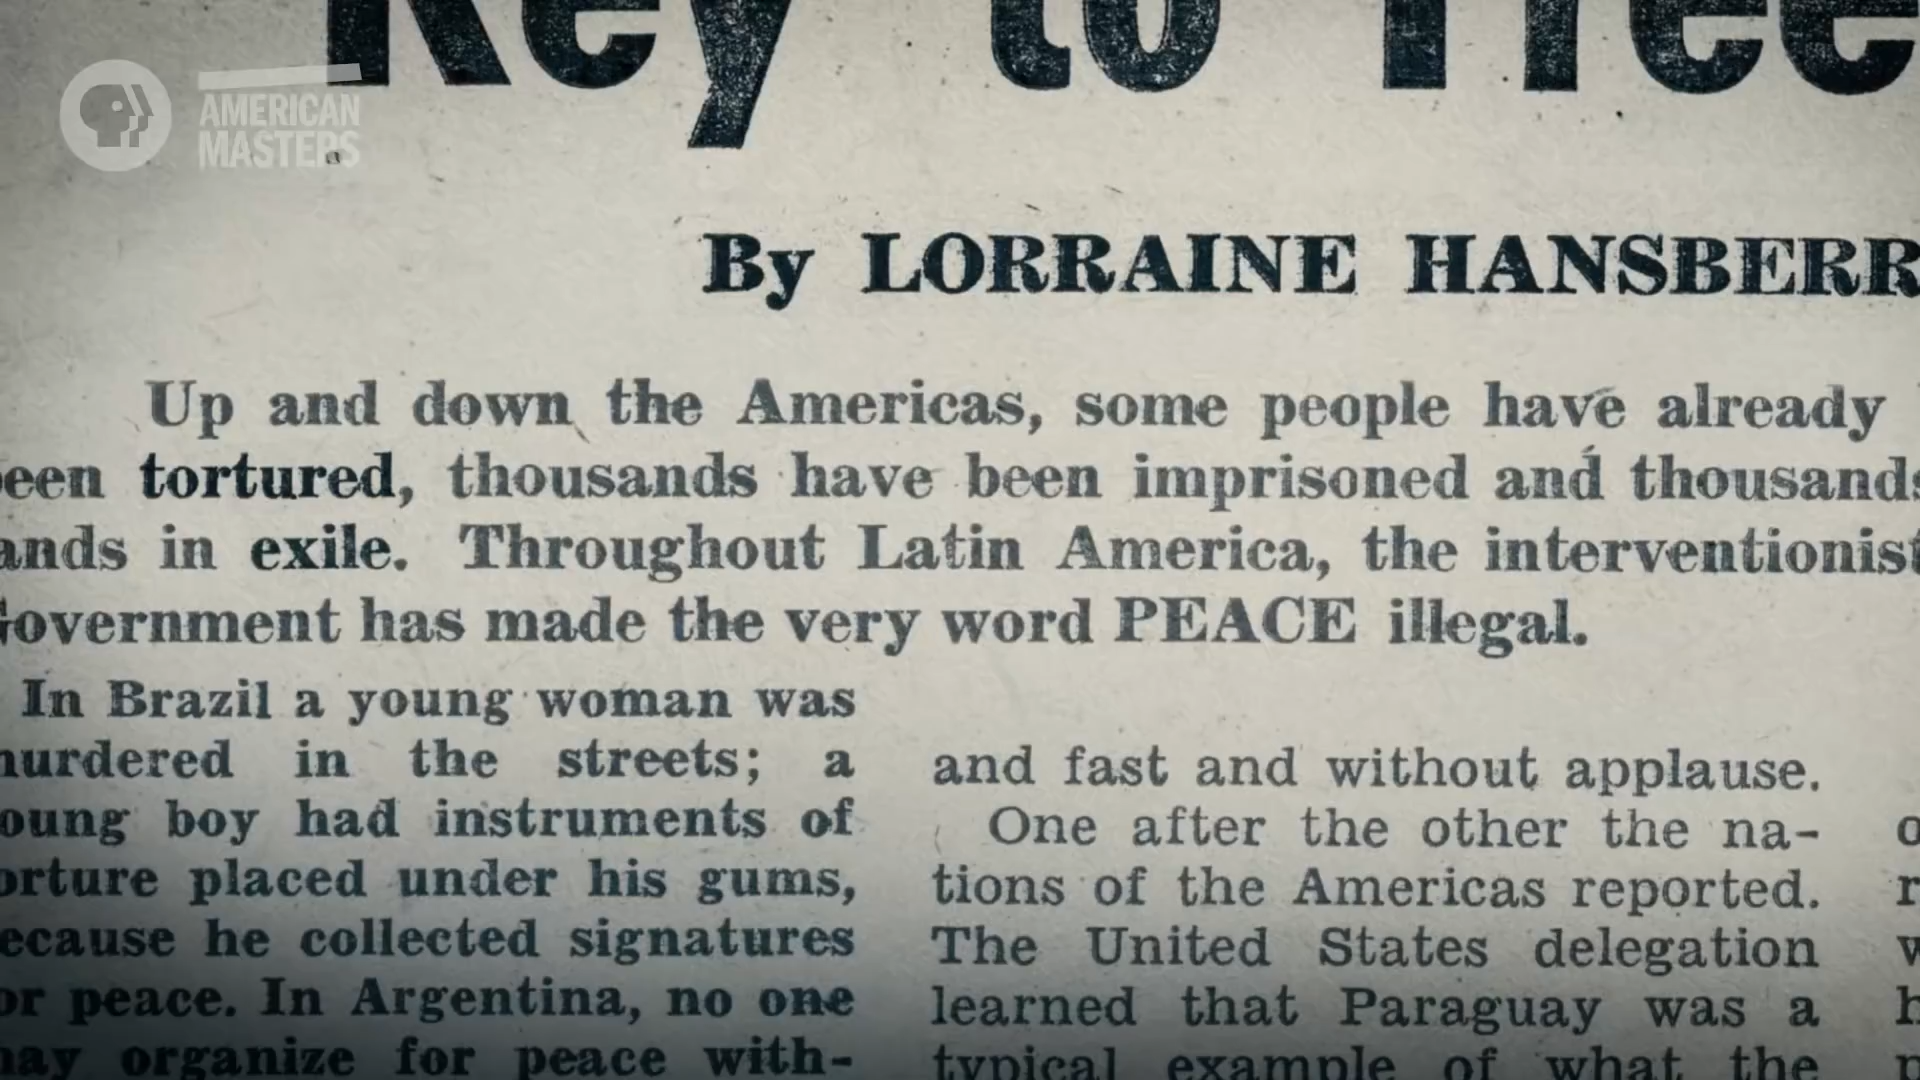 AMERICAN
MASTERS
Key to Free
By LORRAINE HANSBERR
Up and down the Americas, some people have already
een tortured, thousands have been imprisoned and thousands
ands in exile. Throughout Latin America, the interventionist
Government has made the very word PEACE illegal.
In Brazil a young woman was
murdered in the streets; a
oung boy had instruments of
orture placed under his gums,
ecause he collected signatures
or peace. In Argentina, no one
may organize for peace with-
and fast and without applause.
One after the other the na-
tions of the Americas reported.
The United States delegation
learned that Paraguay was a
typical example of what the